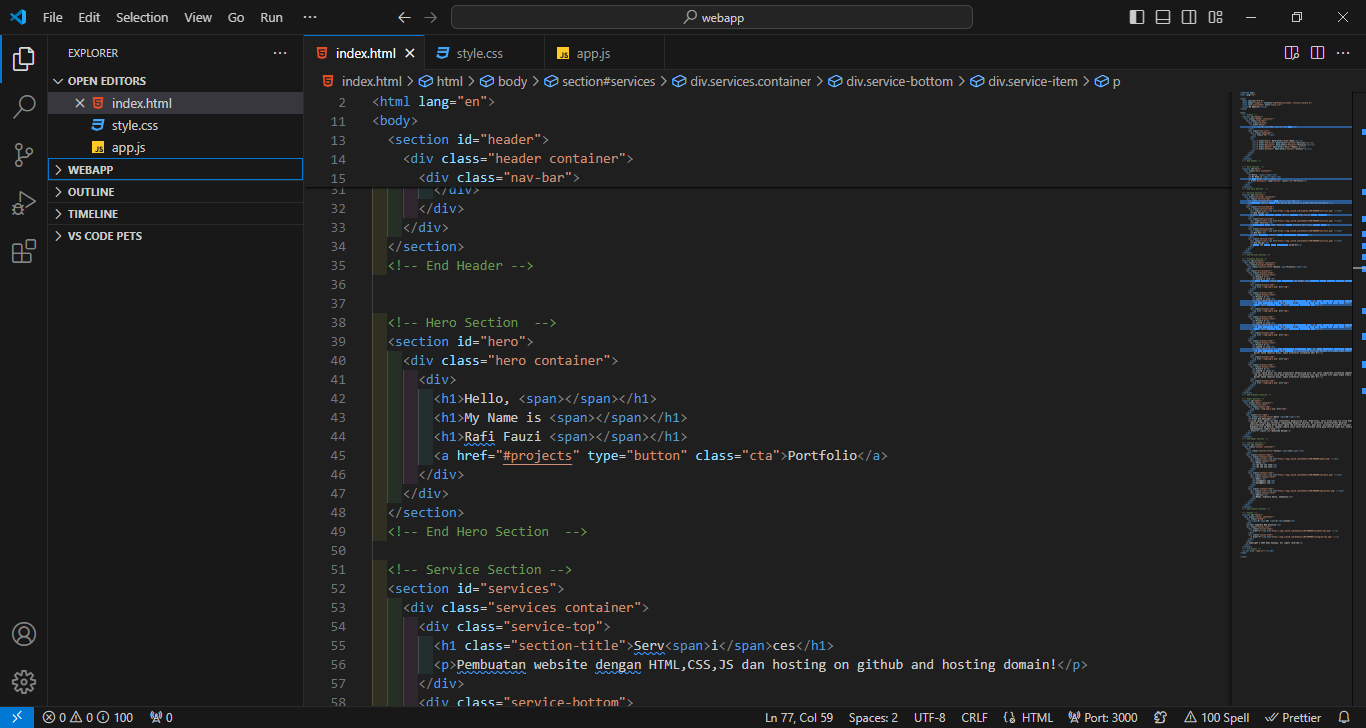 File Edit Selection View Go Run ··· webapp
EXPLORER ···
index.html
style.css
app.js
index.html > html > body > section#services > div.services.container > div.service-bottom > div.service-item > p
OPEN EDITORS
index.html
style.css
app.js
WEBAPP
OUTLINE
TIMELINE
VS CODE PETS
2 <html lang="en">
11 <body>
13 <section id="header">
14 <div class="header container">
15 <div class="nav-bar">
31 </div>
32 </div>
33 </div>
34 </section>
35 <!-- End Header -->
36
37
38 <!-- Hero Section  -->
39 <section id="hero">
40 <div class="hero container">
41 <div>
42 <h1>Hello, <span></span></h1>
43 <h1>My Name is <span></span></h1>
44 <h1>Rafi Fauzi <span></span></h1>
45 <a href="#projects" type="button" class="cta">Portfolio</a>
46 </div>
47 </div>
48 </section>
49 <!-- End Hero Section  -->
50
51 <!-- Service Section -->
52 <section id="services">
53 <div class="services container">
54 <div class="service-top">
55 <h1 class="section-title">Serv<span>i</span>ces</h1>
56 <p>Pembuatan website dengan HTML,CSS,JS dan hosting on github and hosting domain!</p>
57 </div>
58 <div class="service-bottom">
0 0 100 0 Ln 77, Col 59 Spaces: 2 UTF-8 CRLF HTML Port: 3000 100 Spell Prettier